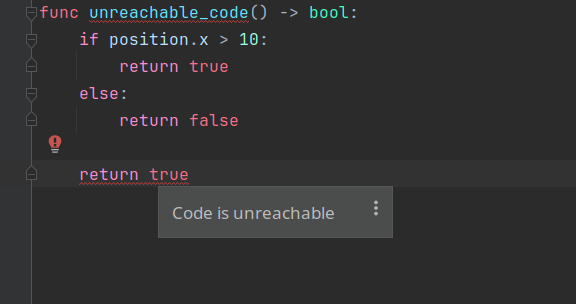 func unreachable_code() -> bool:
    if position.x > 10:
        return true
    else:
        return false
    return true
Code is unreachable